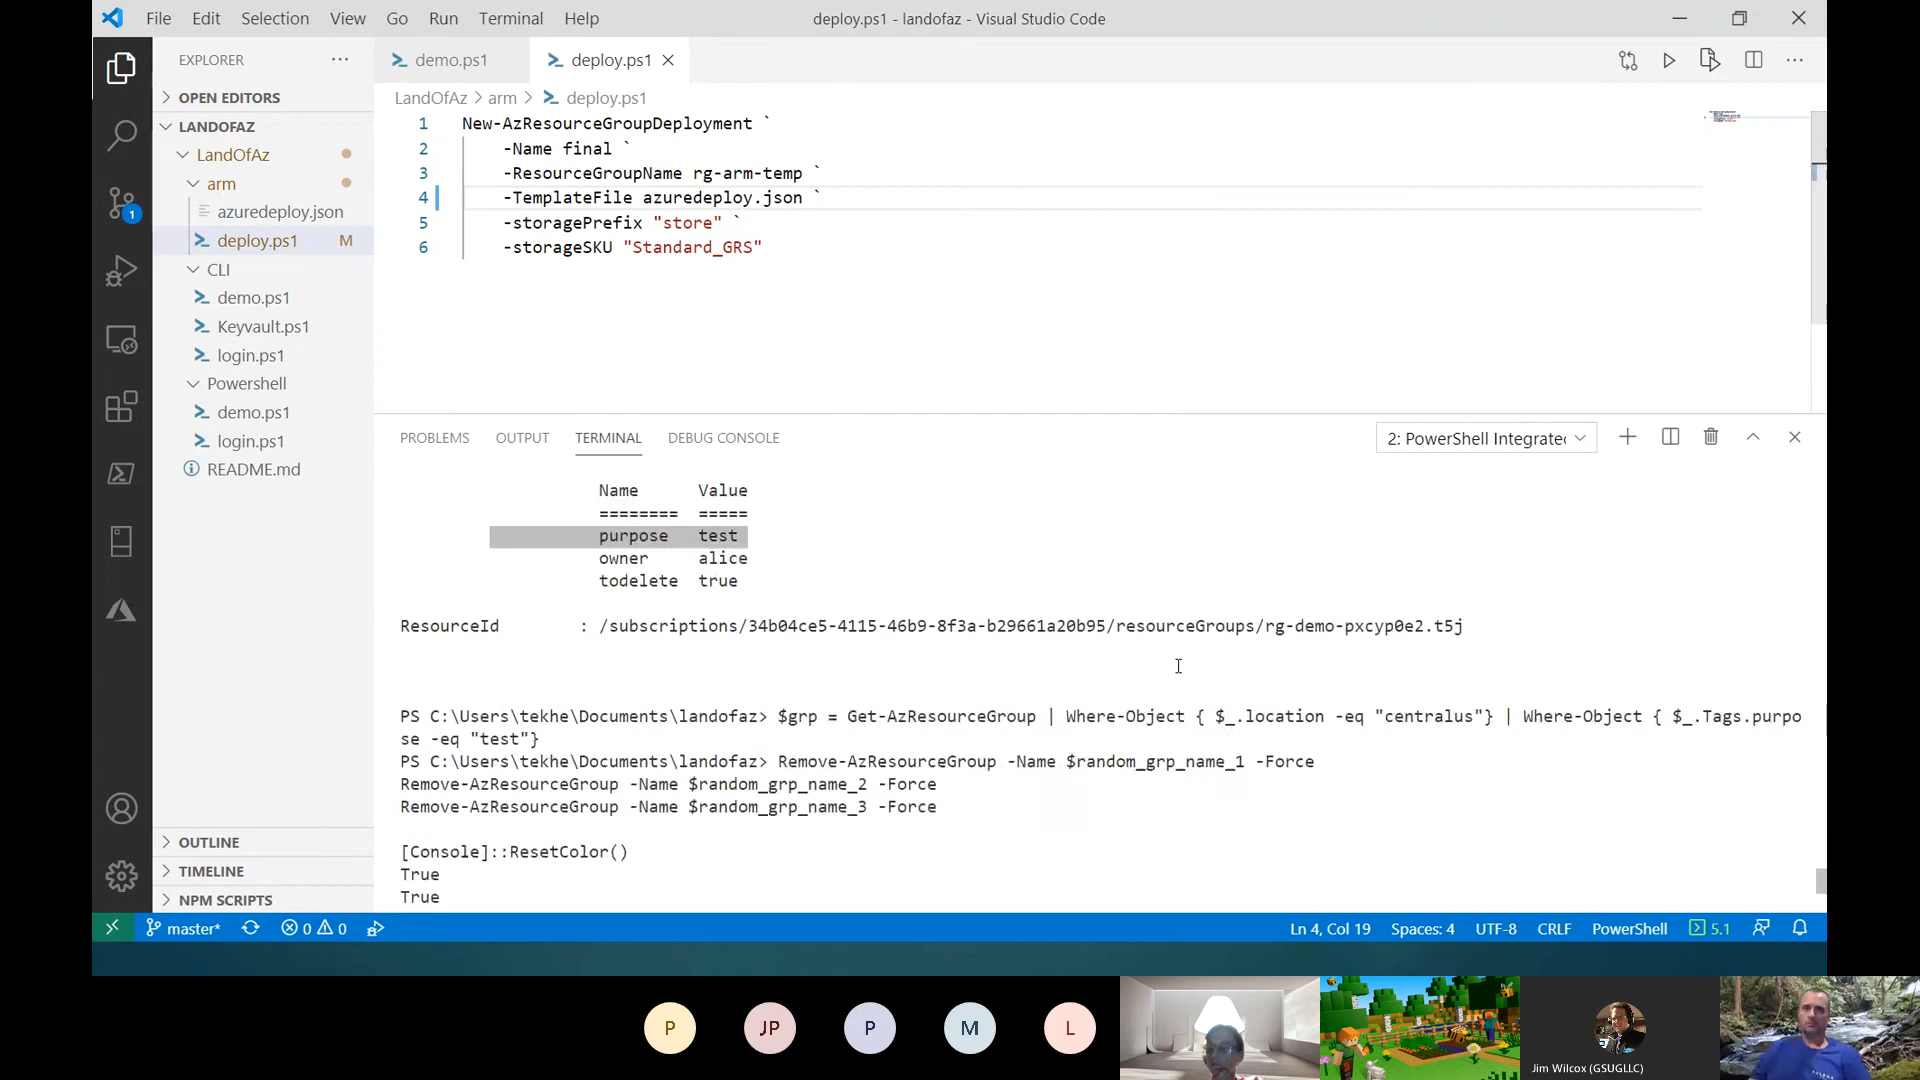 File Edit Selection View Go Run Terminal Help
deploy.ps1 - landofaz - Visual Studio Code
EXPLORER
OPEN EDITORS
LANDOFAZ
LandOfAz
arm
azuredeploy.json
deploy.ps1 M
CLI
demo.ps1
Keyvault.ps1
login.ps1
Powershell
demo.ps1
login.ps1
README.md
OUTLINE
TIMELINE
NPM SCRIPTS
1
demo.ps1
deploy.ps1
LandOfAz > arm > deploy.ps1
1 New-AzResourceGroupDeployment `
2 -Name final `
3 -ResourceGroupName rg-arm-temp `
4 -TemplateFile azuredeploy.json `
5 -storagePrefix "store" `
6 -storageSKU "Standard_GRS"
PROBLEMS OUTPUT TERMINAL DEBUG CONSOLE
2: PowerShell Integrated
Name Value
======== =====
purpose test
owner alice
todelete true
ResourceId : /subscriptions/34b04ce5-4115-46b9-8f3a-b29661a20b95/resourceGroups/rg-demo-pxcyp0e2.t5j
PS C:\Users\tekhe\Documents\landofaz> $grp = Get-AzResourceGroup | Where-Object { $_.location -eq "centralus"} | Where-Object { $_.Tags.purpo
se -eq "test"}
PS C:\Users\tekhe\Documents\landofaz> Remove-AzResourceGroup -Name $random_grp_name_1 -Force
Remove-AzResourceGroup -Name $random_grp_name_2 -Force
Remove-AzResourceGroup -Name $random_grp_name_3 -Force
[Console]::ResetColor()
True
True
master* 0 0
Ln 4, Col 19 Spaces: 4 UTF-8 CRLF PowerShell 5.1
P JP P M L
Jim Wilcox (GSUGLLC)